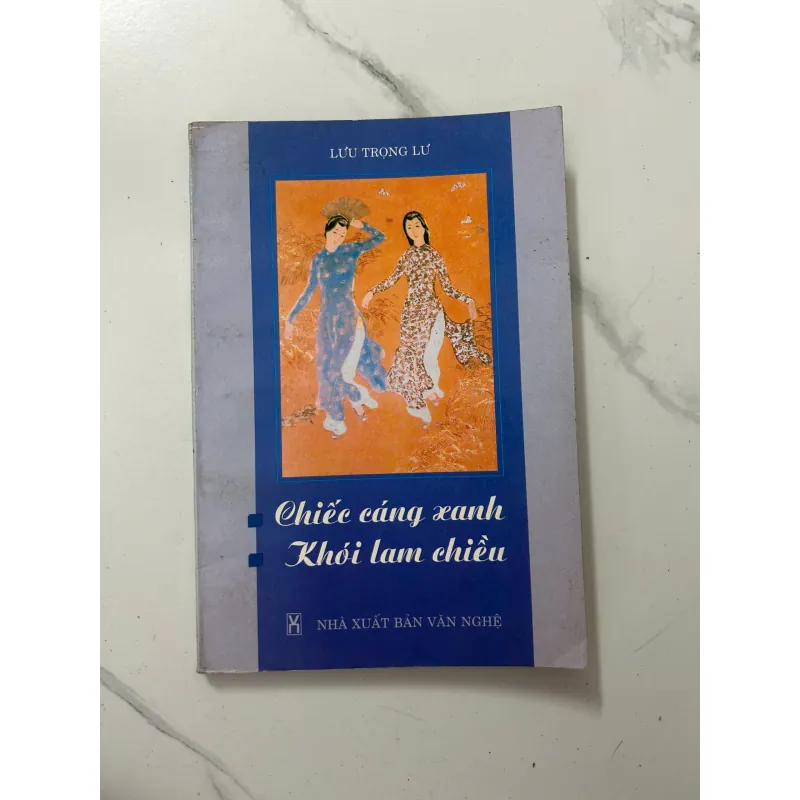 LƯU TRỌNG LƯ
Chiếc cáng xanh
Khói lam chiều
NHÀ XUẤT BẢN VĂN NGHỆ